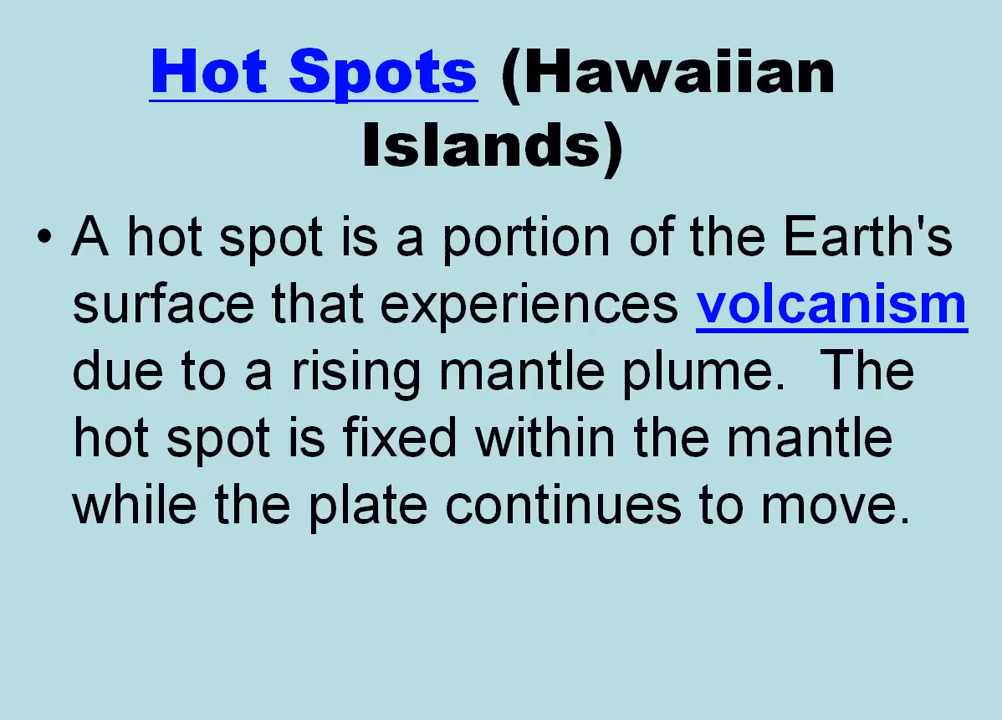 Hot Spots (Hawaiian
Islands)
• A hot spot is a portion of the Earth's
surface that experiences volcanism
due to a rising mantle plume.  The
hot spot is fixed within the mantle
while the plate continues to move.